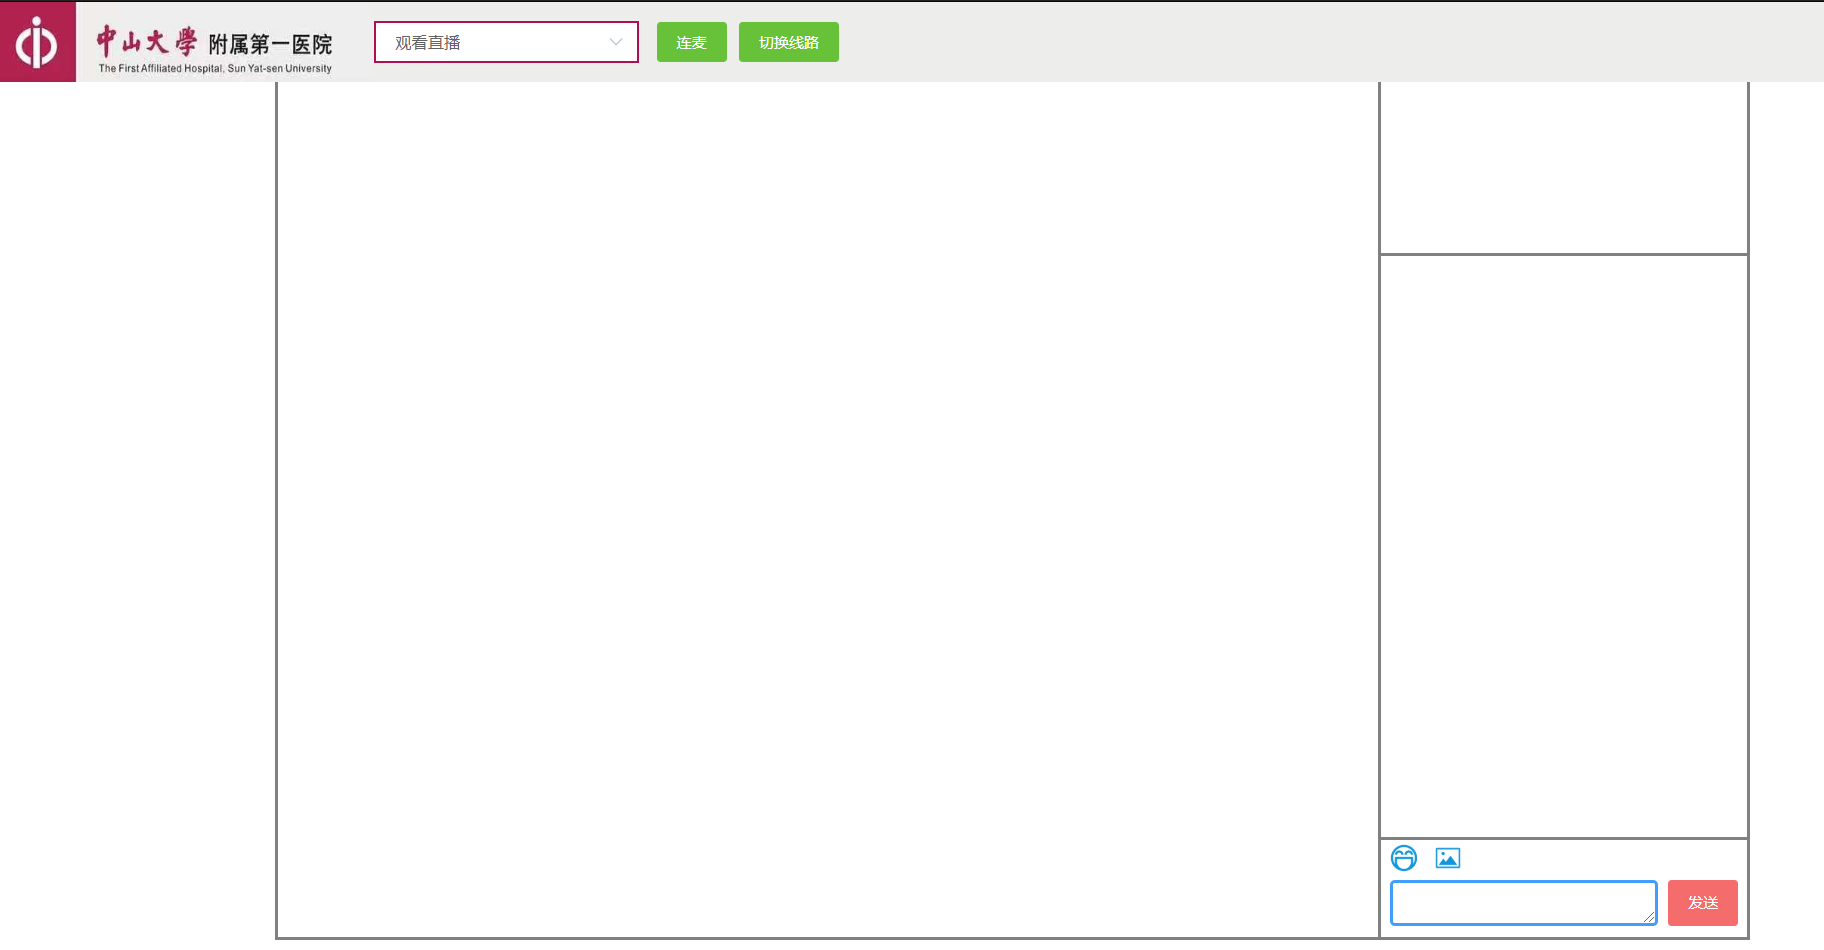 中山大學 附属第一医院
The First Affiliated Hospital, Sun Yat-sen University
观看直播
连麦
切换线路
发送